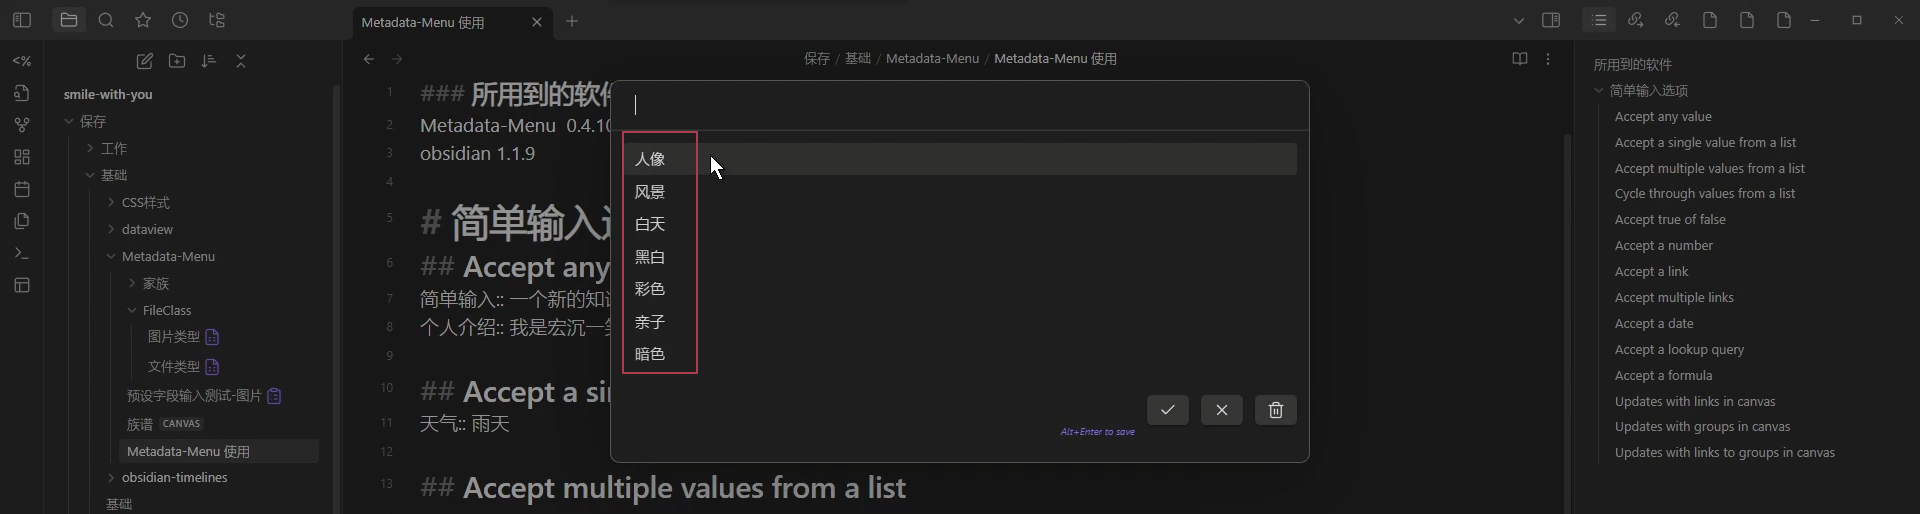 Metadata-Menu 使用
smile-with-you
保存
工作
基础
CSS样式
dataview
Metadata-Menu
家族
FileClass
图片类型
文件类型
预设字段输入测试-图片
族谱 CANVAS
Metadata-Menu 使用
obsidian-timelines
基础
保存 / 基础 / Metadata-Menu / Metadata-Menu 使用
1 ### 所用到的软件
2 Metadata-Menu 0.4.10
3 obsidian 1.1.9
4
5 # 简单输入
6 ## Accept any
7 简单输入:: 一个新的知
8 个人介绍:: 我是宏沉一
9
10 ## Accept a si
11 天气:: 雨天
12
13 ## Accept multiple values from a list
人像
风景
白天
黑白
彩色
亲子
暗色
Alt+Enter to save
所用到的软件
简单输入选项
Accept any value
Accept a single value from a list
Accept multiple values from a list
Cycle through values from a list
Accept true of false
Accept a number
Accept a link
Accept multiple links
Accept a date
Accept a lookup query
Accept a formula
Updates with links in canvas
Updates with groups in canvas
Updates with links to groups in canvas